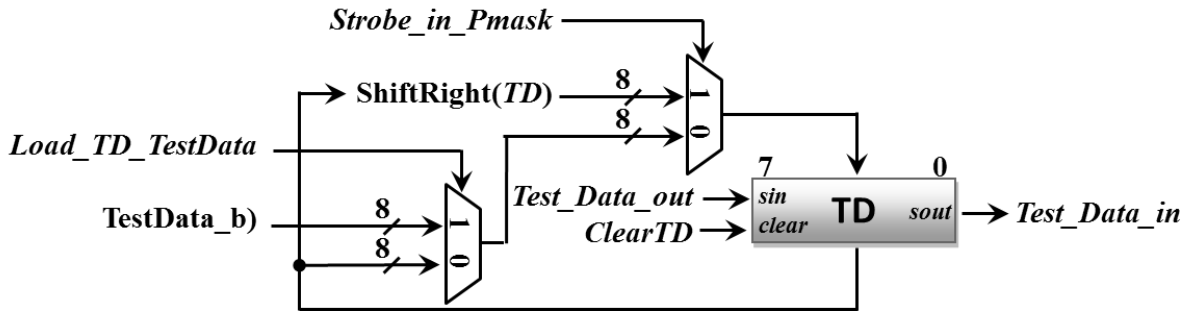 Strobe_in_Pmask
ShiftRight(TD)
8
1
8
0
Load_TD_TestData
7
0
Test_Data_out
sin
TD
sout
Test_Data_in
TestData_b)
8
1
ClearTD
clear
8
0